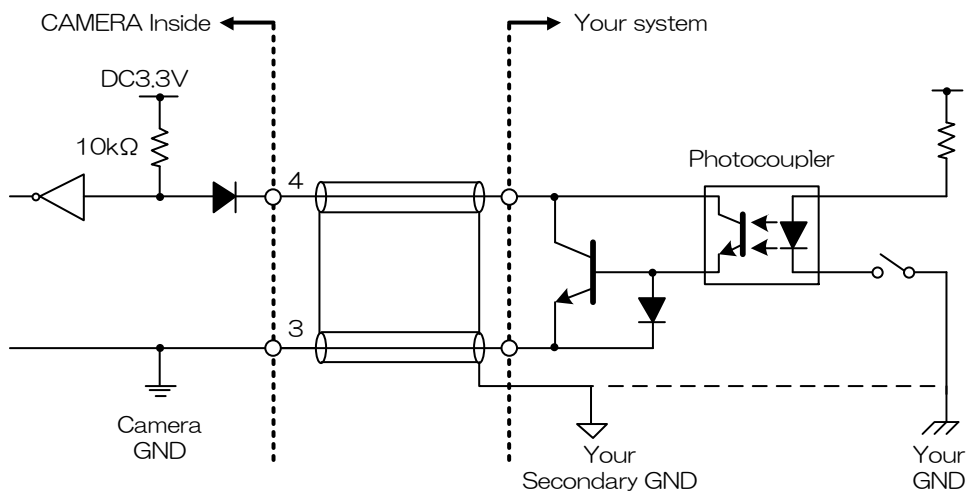 CAMERA Inside
Your system
DC3.3V
10kΩ
Photocoupler
4
3
Camera
GND
Your
Secondary GND
Your
GND